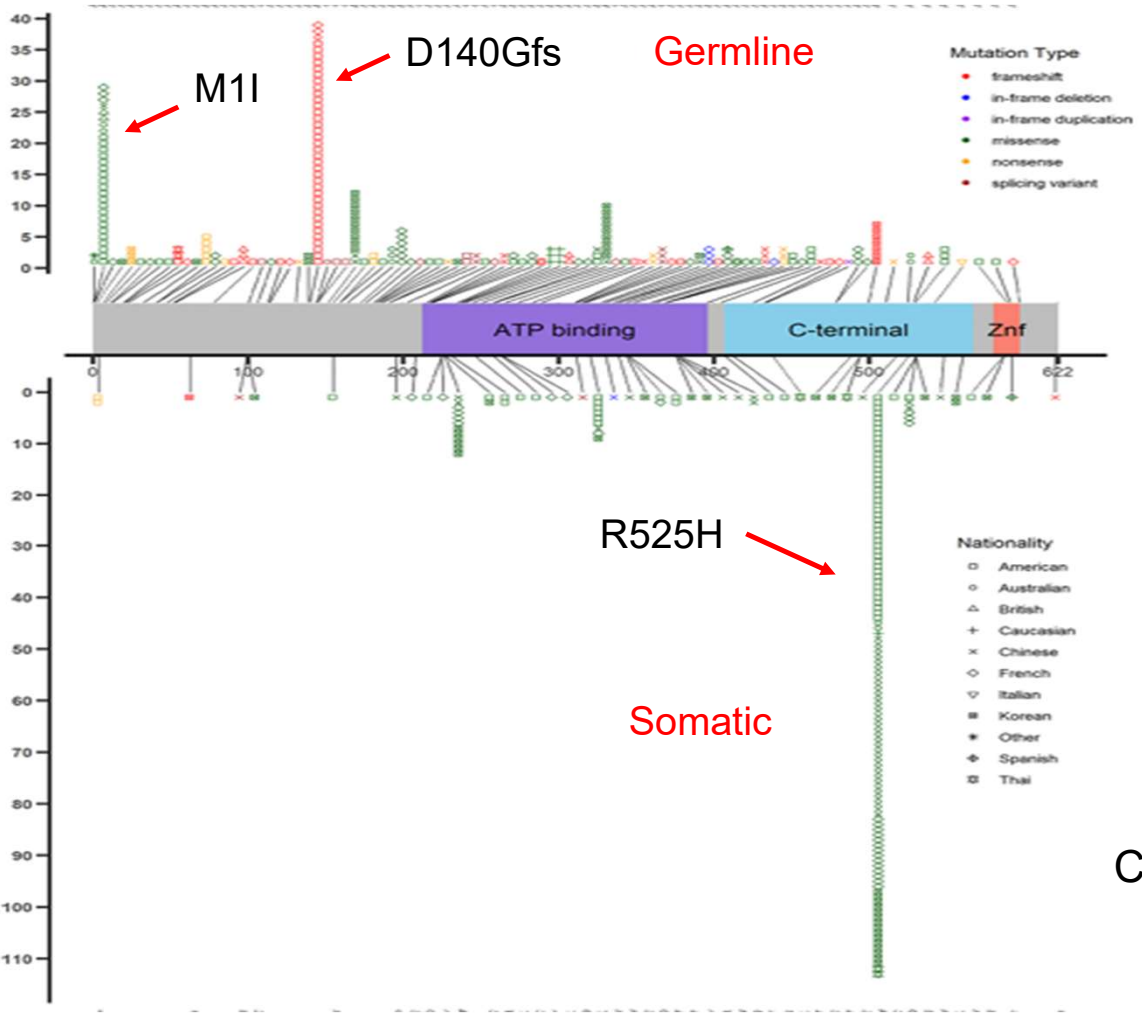 40
35
30
25
20
15
10
5
0
M1I
D140Gfs
Germline
Mutation Type
frameshift
in-frame deletion
in-frame duplication
missense
nonsense
splicing variant
ATP binding
C-terminal
Znf
0 100 200 300 400 500 622
0
10
20
30
40
50
60
70
80
90
100
110
R525H
Somatic
Nationality
American
Australian
British
Caucasian
Chinese
French
Italian
Korean
Other
Spanish
Thai
C